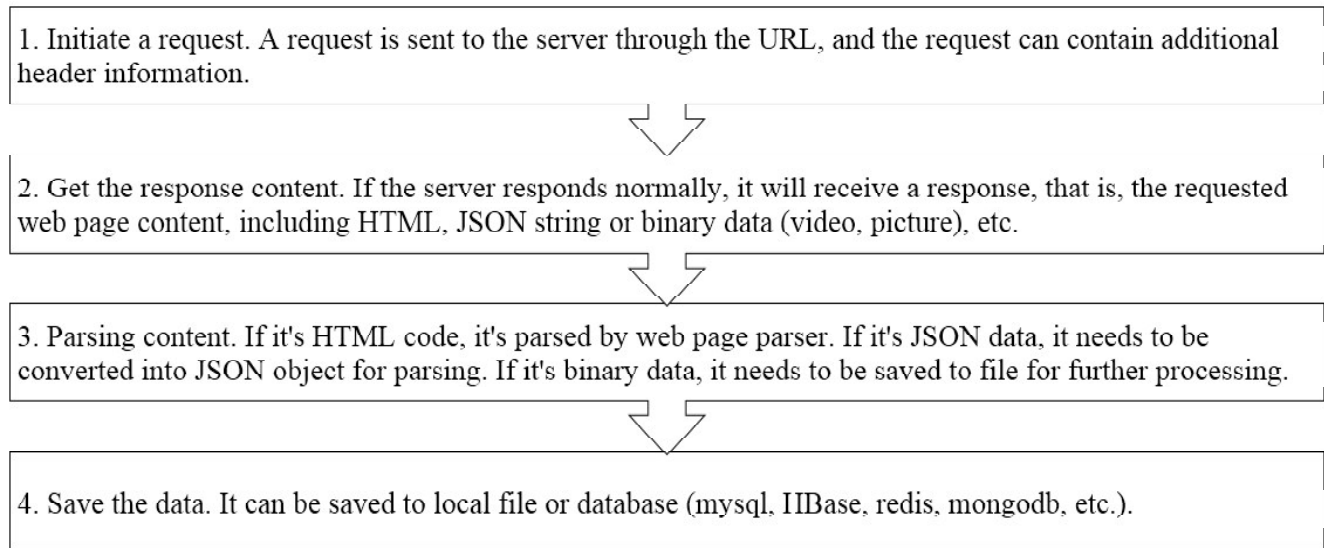 1. Initiate a request. A request is sent to the server through the URL, and the request can contain additional
header information.
2. Get the response content. If the server responds normally, it will receive a response, that is, the requested
web page content, including HTML, JSON string or binary data (video, picture), etc.
3. Parsing content. If it's HTML code, it's parsed by web page parser. If it's JSON data, it needs to be
converted into JSON object for parsing. If it's binary data, it needs to be saved to file for further processing.
4. Save the data. It can be saved to local file or database (mysql, HBase, redis, mongodb, etc.).